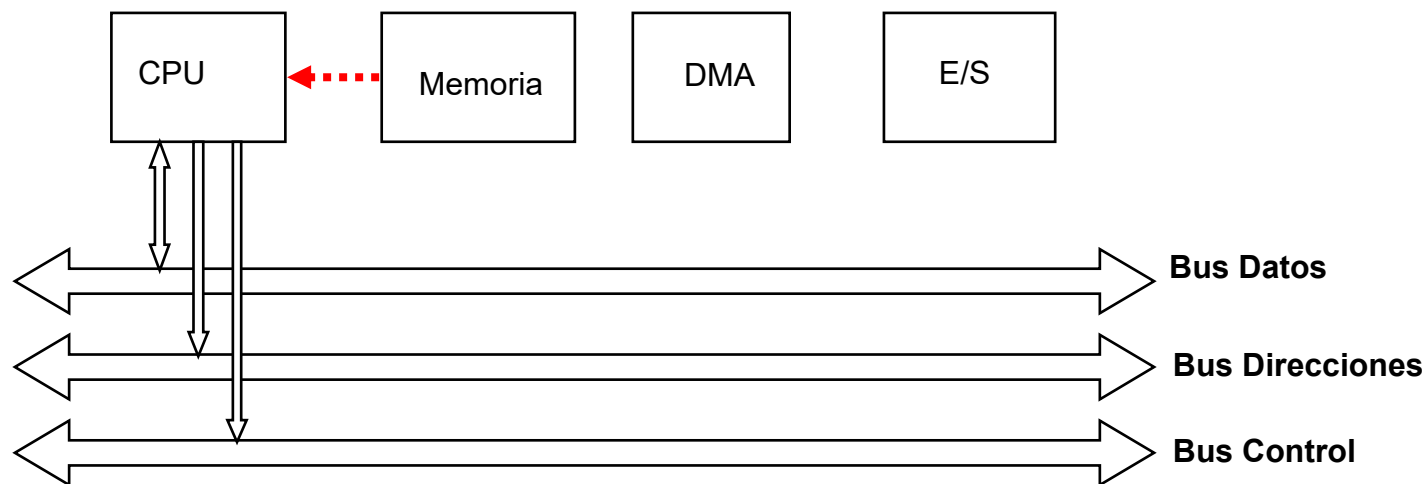 CPU
Memoria
DMA
E/S
Bus Datos
Bus Direcciones
Bus Control